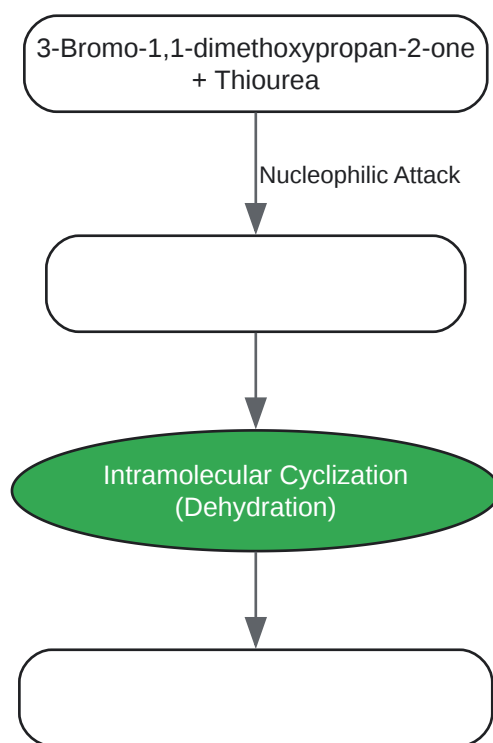 3-Bromo-1,1-dimethoxypropan-2-one
+ Thiourea
Nucleophilic Attack
Intramolecular Cyclization
(Dehydration)